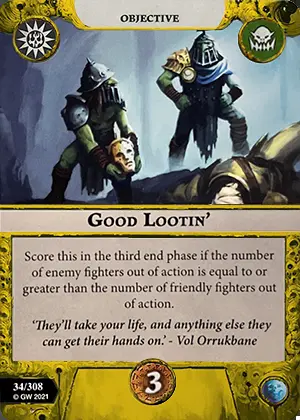 OBJECTIVE
GOOD LOOTIN'
Score this in the third end phase if the number
of enemy fighters out of action is equal to or
greater than the number of friendly fighters out
of action.
'They'll take your life, and anything else they
can get their hands on.' - Vol Orrukbane
34/308
© GW 2021
3